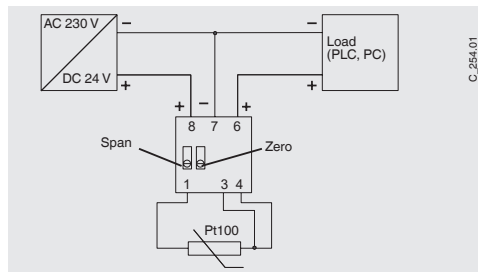 AC 230 V
DC 24 V
−
+
−
+
Load
(PLC, PC)
C_254.01
+ − +
8 7 6
Span
Zero
1 3 4
Pt100